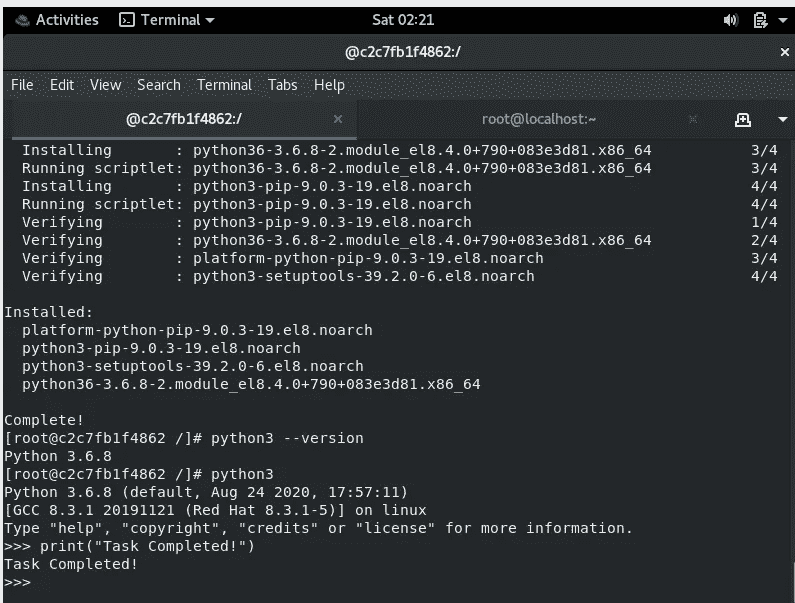 Activities Terminal Sat 02:21
@c2c7fb1f4862:/
File Edit View Search Terminal Tabs Help
@c2c7fb1f4862:/ root@localhost:~
Installing : python36-3.6.8-2.module_el8.4.0+790+083e3d81.x86_64 3/4
Running scriptlet: python36-3.6.8-2.module_el8.4.0+790+083e3d81.x86_64 3/4
Installing : python3-pip-9.0.3-19.el8.noarch 4/4
Running scriptlet: python3-pip-9.0.3-19.el8.noarch 4/4
Verifying : python3-pip-9.0.3-19.el8.noarch 1/4
Verifying : python36-3.6.8-2.module_el8.4.0+790+083e3d81.x86_64 2/4
Verifying : platform-python-pip-9.0.3-19.el8.noarch 3/4
Verifying : python3-setuptools-39.2.0-6.el8.noarch 4/4
Installed:
platform-python-pip-9.0.3-19.el8.noarch
python3-pip-9.0.3-19.el8.noarch
python3-setuptools-39.2.0-6.el8.noarch
python36-3.6.8-2.module_el8.4.0+790+083e3d81.x86_64
Complete!
[root@c2c7fb1f4862 /]# python3 --version
Python 3.6.8
[root@c2c7fb1f4862 /]# python3
Python 3.6.8 (default, Aug 24 2020, 17:57:11)
[GCC 8.3.1 20191121 (Red Hat 8.3.1-5)] on linux
Type "help", "copyright", "credits" or "license" for more information.
>>> print("Task Completed!")
Task Completed!
>>>